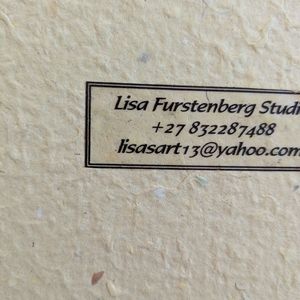 Lisa Furstenberg Studi
+27 832287488
lisasart13@yahoo.com